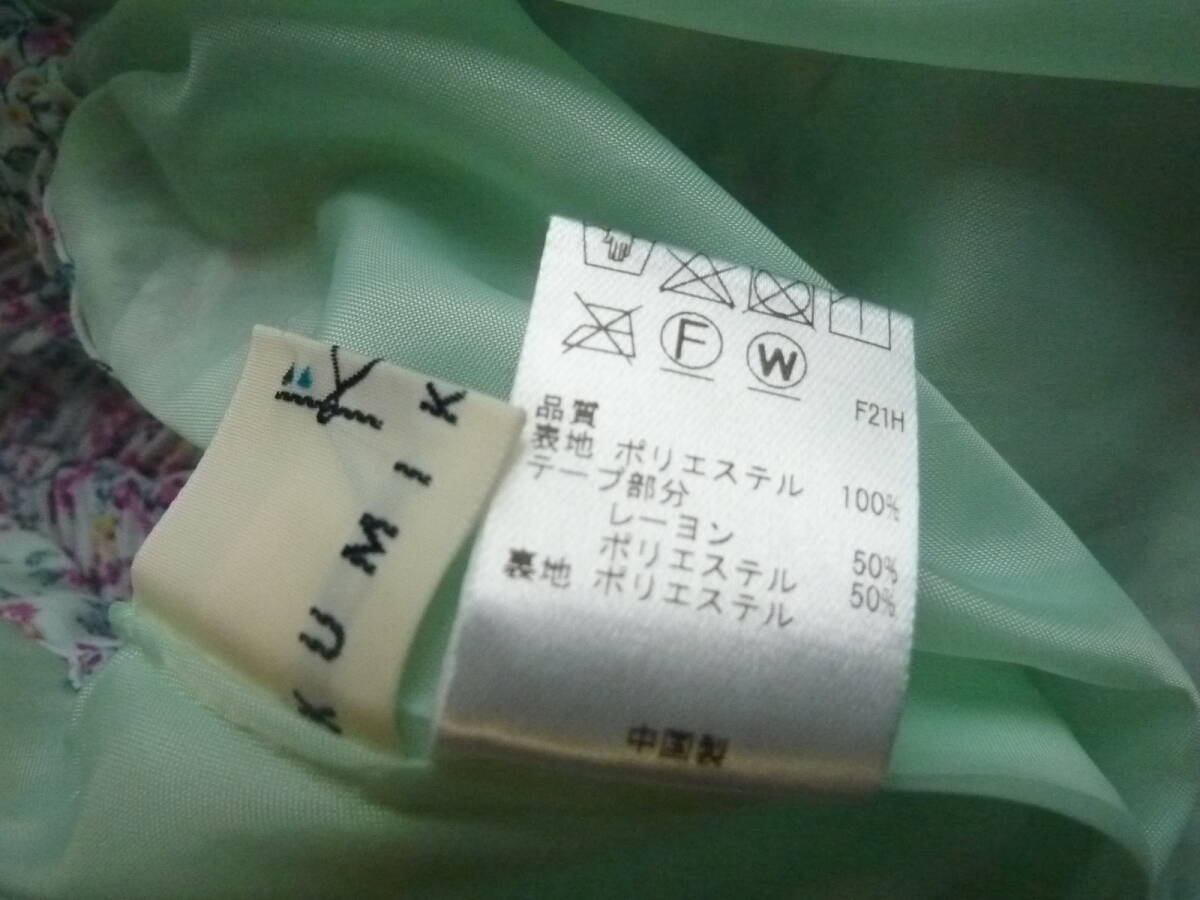 KUMIK
F
W
F21H
品質
表地 ポリエステル 100%
テープ部分
レーヨン 50%
ポリエステル 50%
裏地 ポリエステル
中国製